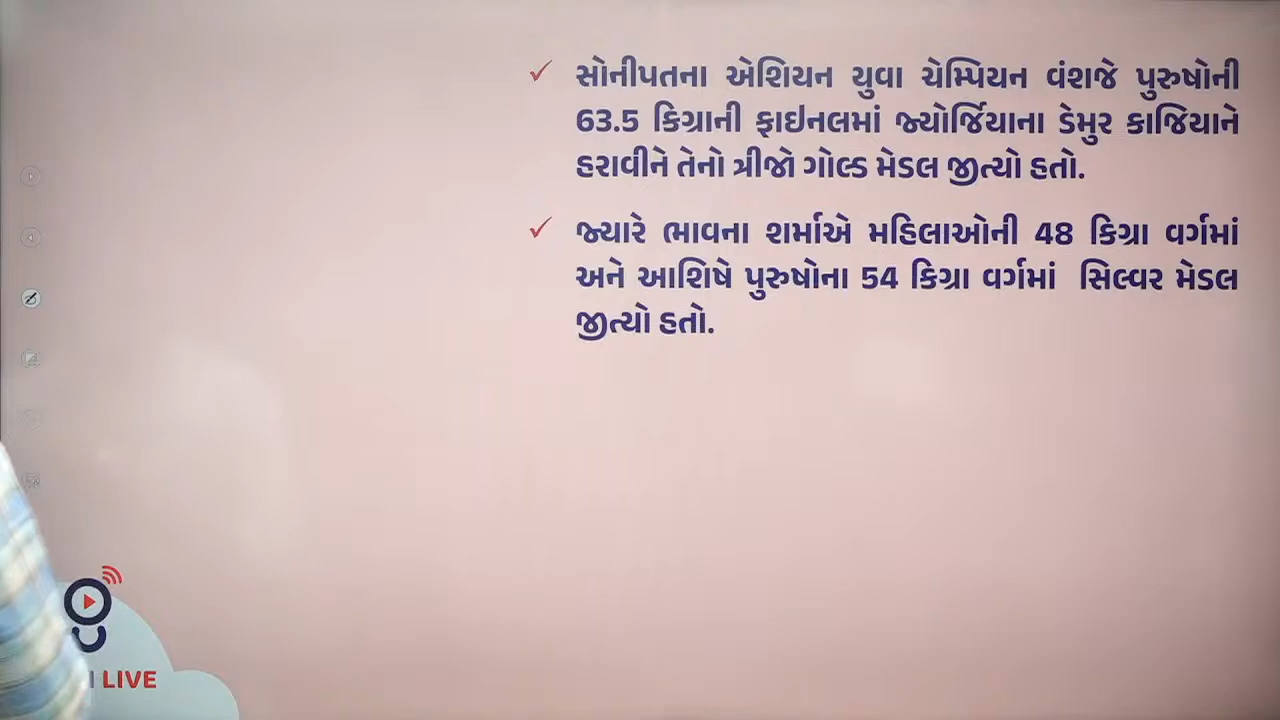 સોનીપતના એશિયન યુવા ચેમ્પિયન વંશજે પુરુષોની
63.5 કિગ્રાની ફાઇનલમાં જ્યોર્જિયાના ડેમુર કાજિયાને
હરાવીને તેનો ત્રીજો ગોલ્ડ મેડલ જીત્યો હતો.
જ્યારે ભાવના શર્માએ મહિલાઓની 48 કિગ્રા વર્ગમાં
અને આશિષે પુરુષોના 54 કિગ્રા વર્ગમાં સિલ્વર મેડલ
જીત્યો હતો.
LIVE